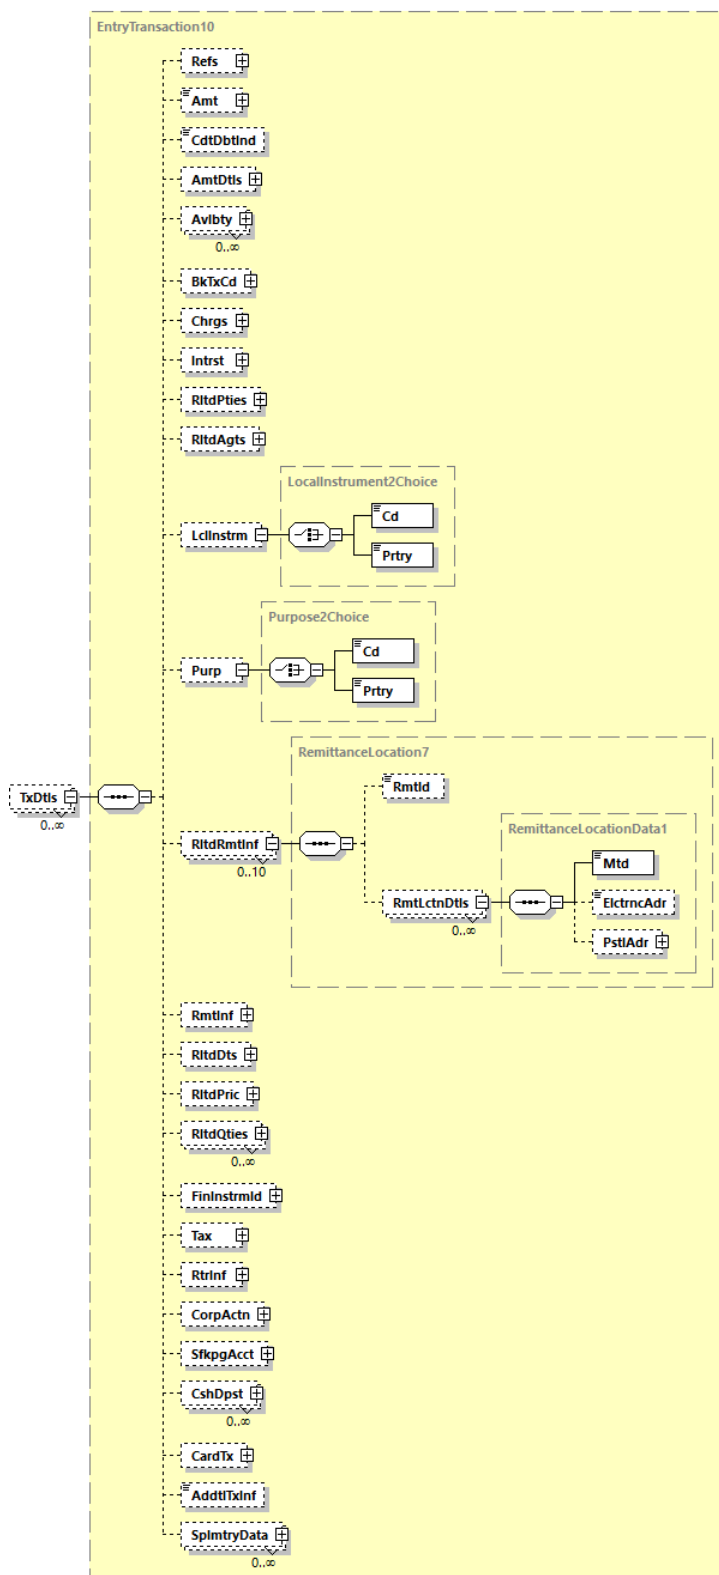 EntryTransaction10
Refs
Amt
CdtDbtInd
AmtDtls
Avlbty
0..∞
BkTxCd
Chrgs
Intrst
RltdPties
RltdAgts
LocalInstrument2Choice
Cd
LclInstrm
Prtry
Purpose2Choice
Cd
Purp
Prtry
RemittanceLocation7
RmtId
TxDtls
0..∞
RemittanceLocationData1
RltdRmtInf
0..10
Mtd
RmtLctnDtls
0..∞
ElctrncAdr
PstlAdr
RmtInf
RltdDts
RltdPric
RltdQties
0..∞
FinInstrmId
Tax
RtrInf
CorpActn
SfkpgAcct
CshDpst
0..∞
CardTx
AddtlTxInf
SplmtryData
0..∞